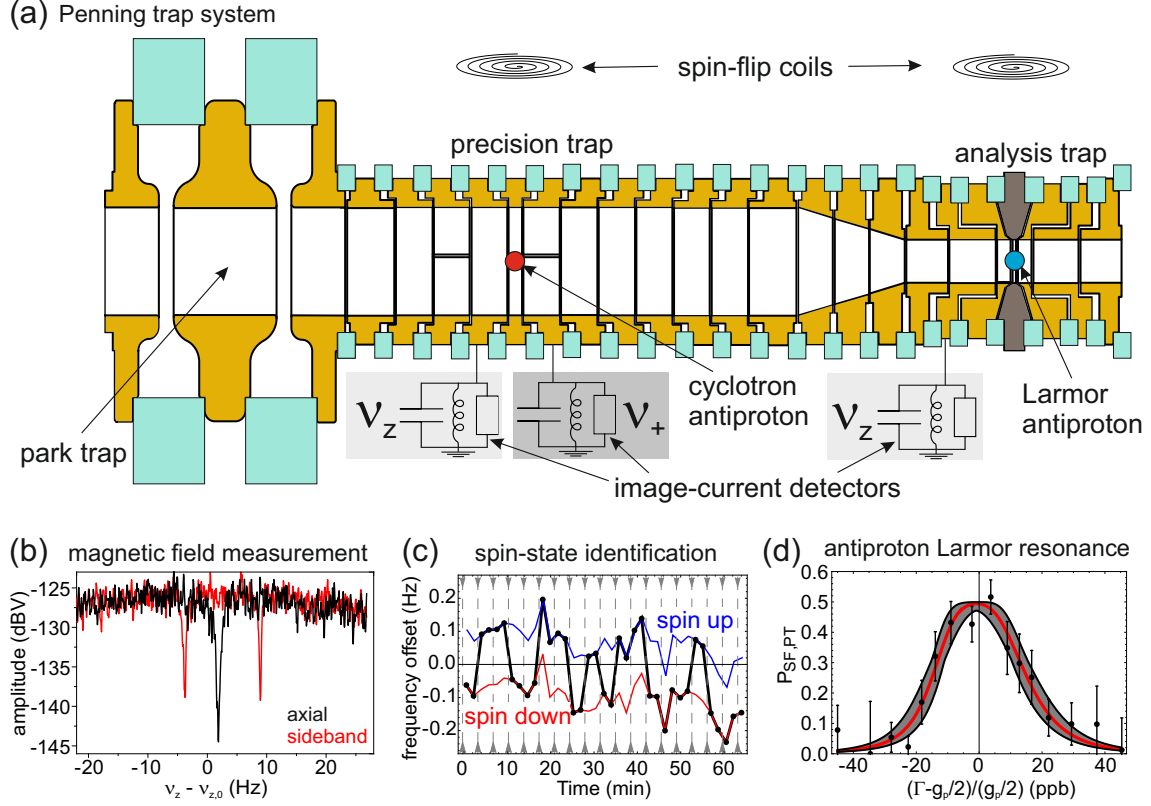 (a) Penning trap system
spin-flip coils
precision trap
analysis trap
park trap
cyclotron
antiproton
Larmor
antiproton
ν_z
ν_+
ν_z
image-current detectors
(b) magnetic field measurement
amplitude (dBV)
-125
-130
-135
-140
-145
axial
sideband
-20 -10 0 10 20
ν_z - ν_z,0 (Hz)
(c) spin-state identification
frequency offset (Hz)
0.2
0.1
0.0
-0.1
-0.2
spin up
spin down
0 10 20 30 40 50 60
Time (min)
(d) antiproton Larmor resonance
P_SF,PT
0.6
0.5
0.4
0.3
0.2
0.1
0.0
-40 -20 0 20 40
(Γ-g_p/2)/(g_p/2) (ppb)